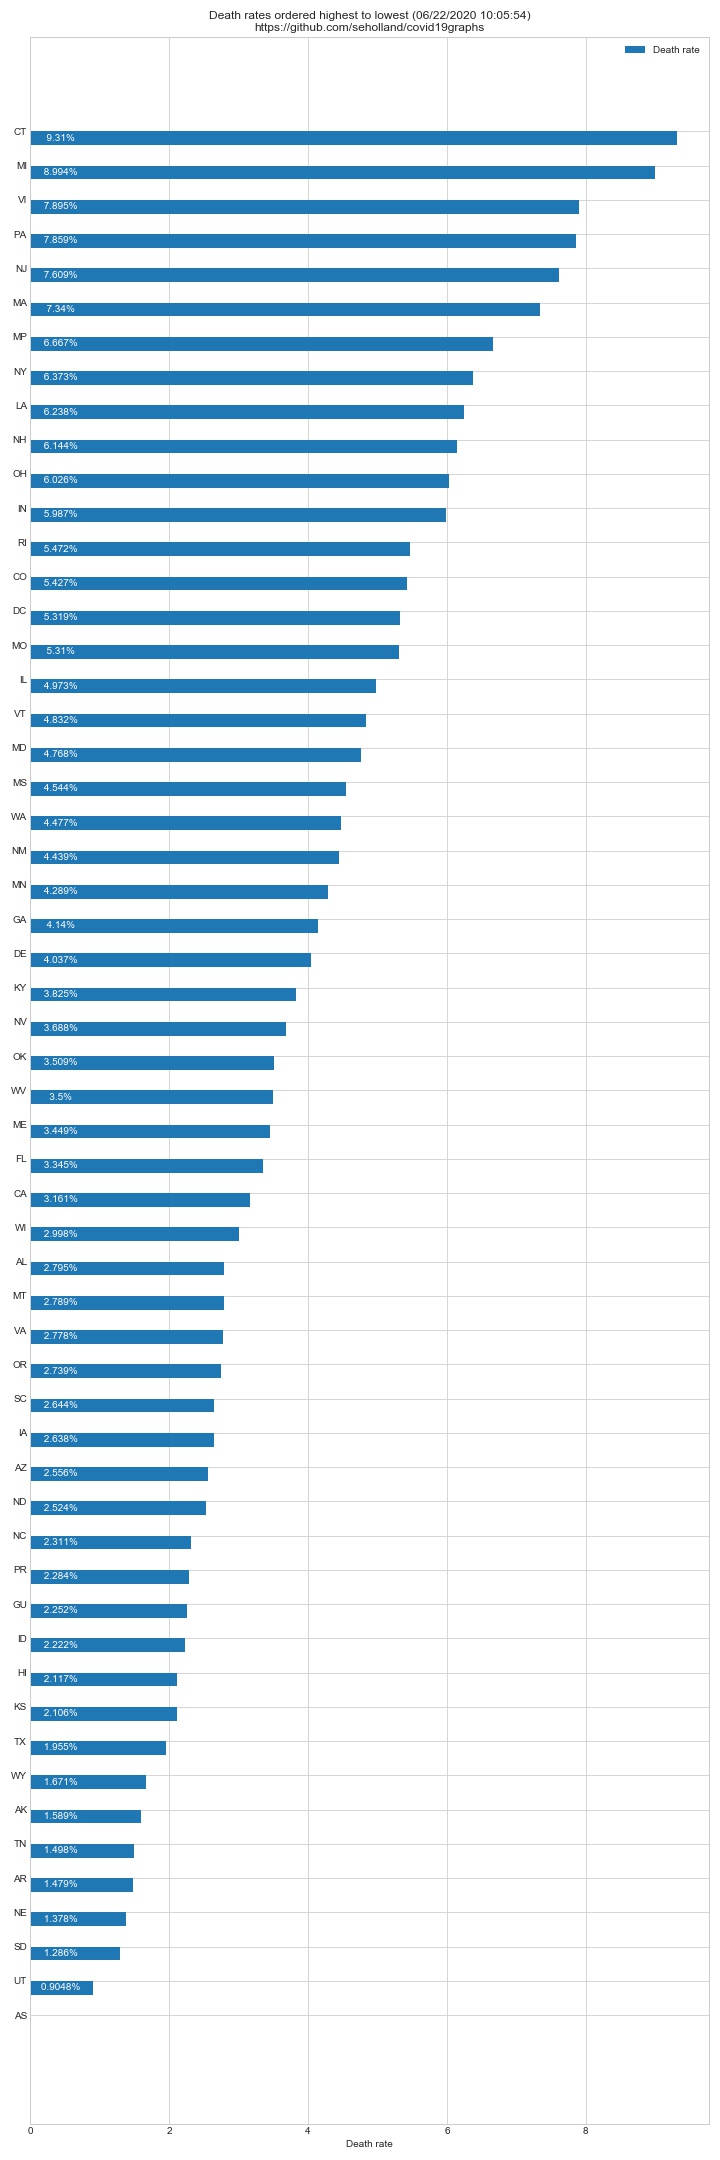 Death rates ordered highest to lowest (06/22/2020 10:05:54)
https://github.com/seholland/covid19graphs
Death rate
CT 9.31%
MI 8.994%
VI 7.895%
PA 7.859%
NJ 7.609%
MA 7.34%
MP 6.667%
NY 6.373%
LA 6.238%
NH 6.144%
OH 6.026%
IN 5.987%
RI 5.472%
CO 5.427%
DC 5.319%
MO 5.31%
IL 4.973%
VT 4.832%
MD 4.768%
MS 4.544%
WA 4.477%
NM 4.439%
MN 4.289%
GA 4.14%
DE 4.037%
KY 3.825%
NV 3.688%
OK 3.509%
WV 3.5%
ME 3.449%
FL 3.345%
CA 3.161%
WI 2.998%
AL 2.795%
MT 2.789%
VA 2.778%
OR 2.739%
SC 2.644%
IA 2.638%
AZ 2.556%
ND 2.524%
NC 2.311%
PR 2.284%
GU 2.252%
ID 2.222%
HI 2.117%
KS 2.106%
TX 1.955%
WY 1.671%
AK 1.589%
TN 1.498%
AR 1.479%
NE 1.378%
SD 1.286%
UT 0.9048%
AS
0 2 4 6 8
Death rate